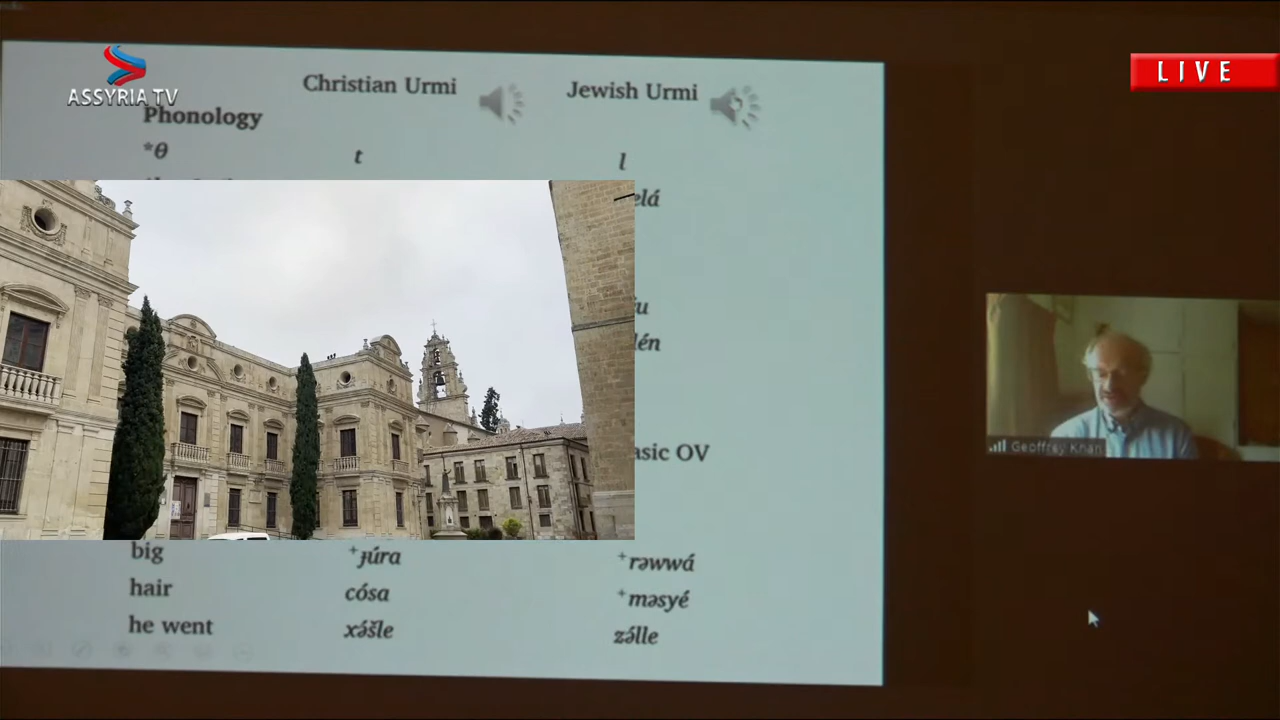 ASSYRIA TV
LIVE
Christian Urmi Jewish Urmi
Phonology
*θ t l
elá
lén
asic OV
big ⁺ɟúra ⁺rəwwá
hair cósa ⁺məsyé
he went xə́šle zə́lle
Geoffrey Khan